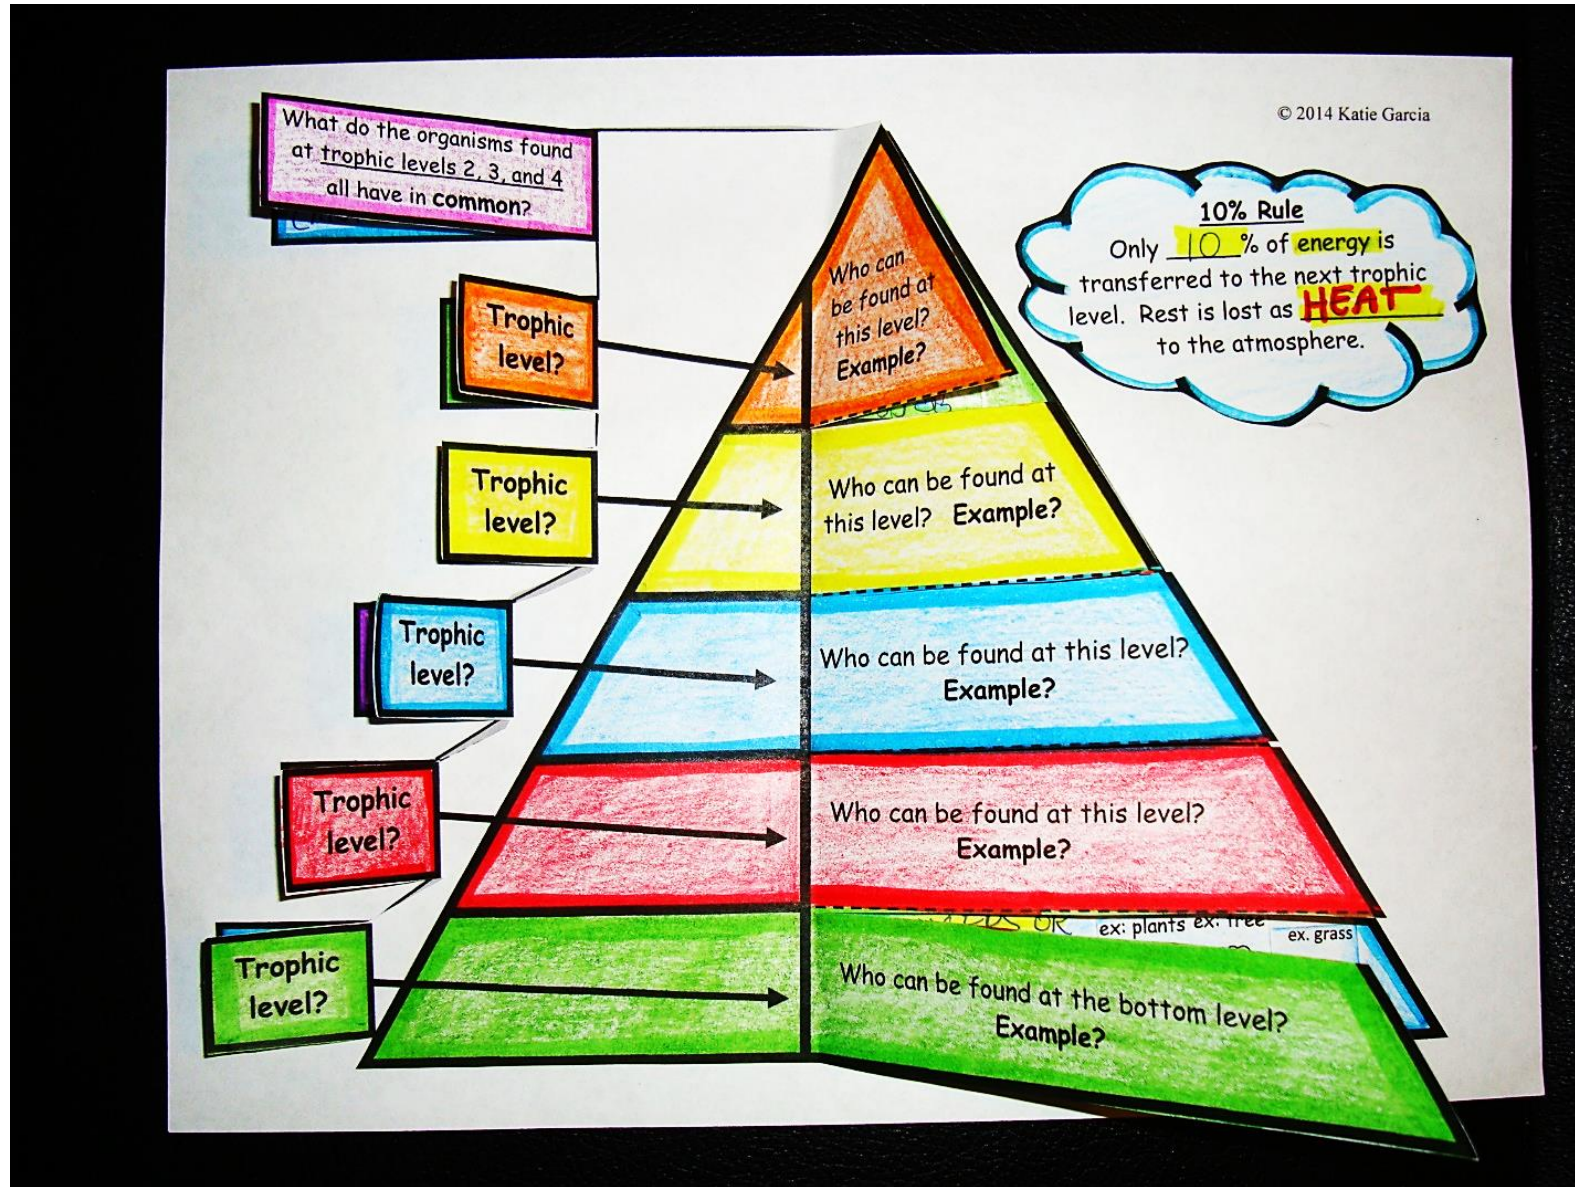 © 2014 Katie Garcia
What do the organisms found
at trophic levels 2, 3, and 4
all have in common?
10% Rule
Only 10 % of energy is
transferred to the next trophic
level. Rest is lost as HEAT
to the atmosphere.
Trophic
level?
Who can
be found at
this level?
Example?
Trophic
level?
Who can be found at
this level? Example?
Trophic
level?
Who can be found at this level?
Example?
Trophic
level?
Who can be found at this level?
Example?
OR ex: plants ex: tree
ex. grass
Trophic
level?
Who can be found at the bottom level?
Example?